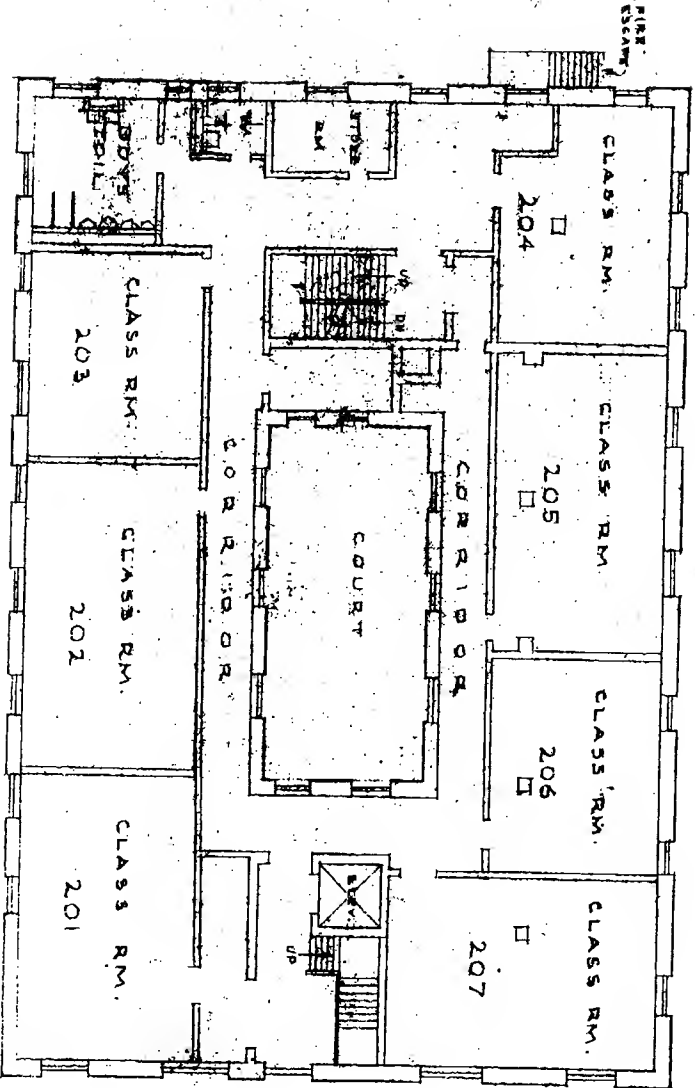 FIRE
ESCAPE
CLASS RM.
204
STORE
RM
BOYS
TOIL.
UP
DN
CLASS RM.
203
CLASS RM
205
CORRIDOR
COURT
CORRIDOR
CLASS RM.
202
CLASS RM.
206
ELEV.
UP
CLASS RM.
201
CLASS RM.
207